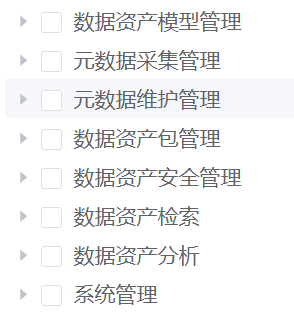 数据资产模型管理
元数据采集管理
元数据维护管理
数据资产包管理
数据资产安全管理
数据资产检索
数据资产分析
系统管理